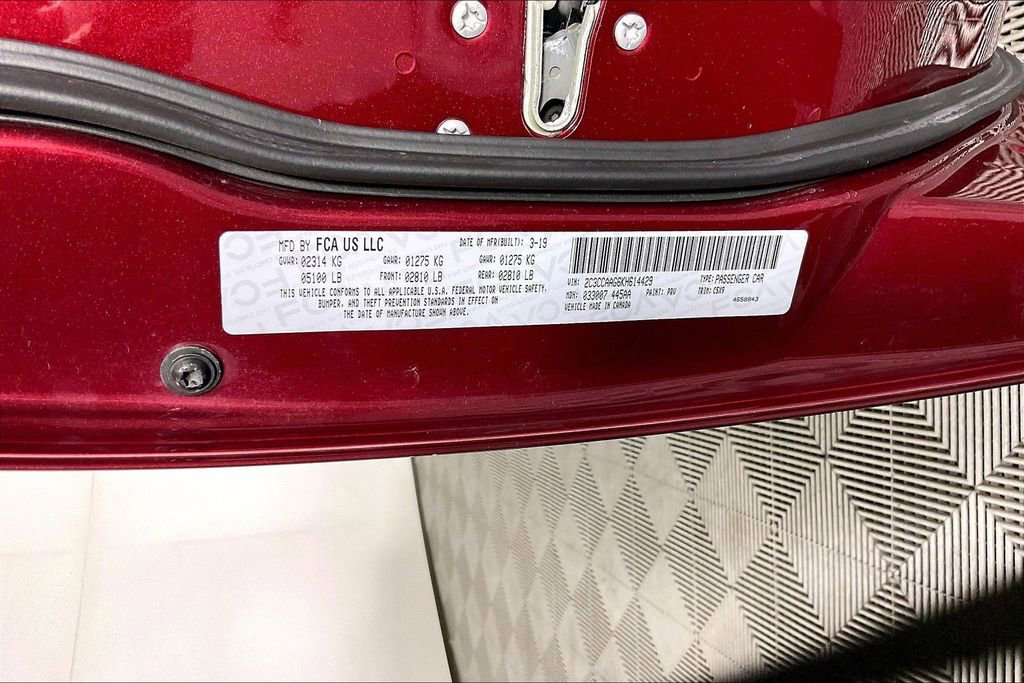 MFD BY FCA US LLC
DATE OF MFR(BUILT): 3-19
GVWR: 02314 KG GAWR: 01275 KG GAWR: 01275 KG
05100 LB FRONT: 02810 LB REAR: 02810 LB
THIS VEHICLE CONFORMS TO ALL APPLICABLE U.S.A. FEDERAL MOTOR VEHICLE SAFETY,
BUMPER, AND THEFT PREVENTION STANDARDS IN EFFECT ON
THE DATE OF MANUFACTURE SHOWN ABOVE.
VIN: 2C3CCAAG6KH614429 TYPE: PASSENGER CAR
MDH: 033007 445AA PAINT: PRV TRIM: C5X9
VEHICLE MADE IN CANADA 4658843